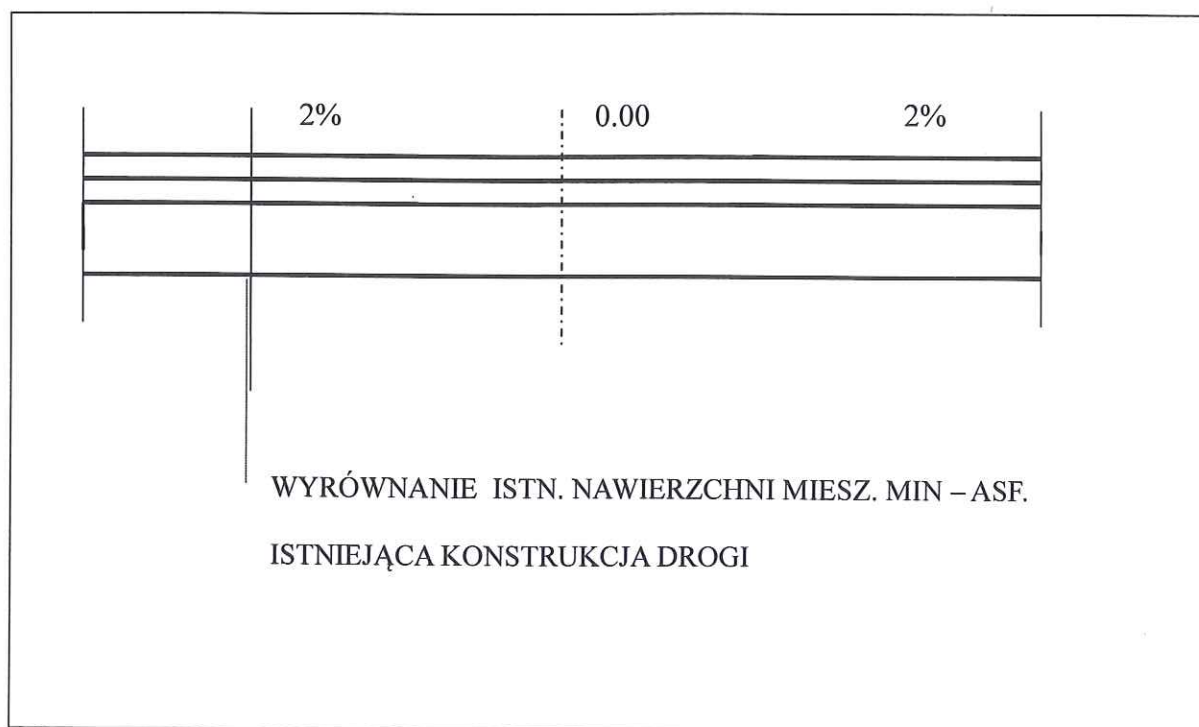 2% 0.00 2%
WYRÓWNANIE ISTN. NAWIERZCHNI MIESZ. MIN – ASF.
ISTNIEJĄCA KONSTRUKCJA DROGI